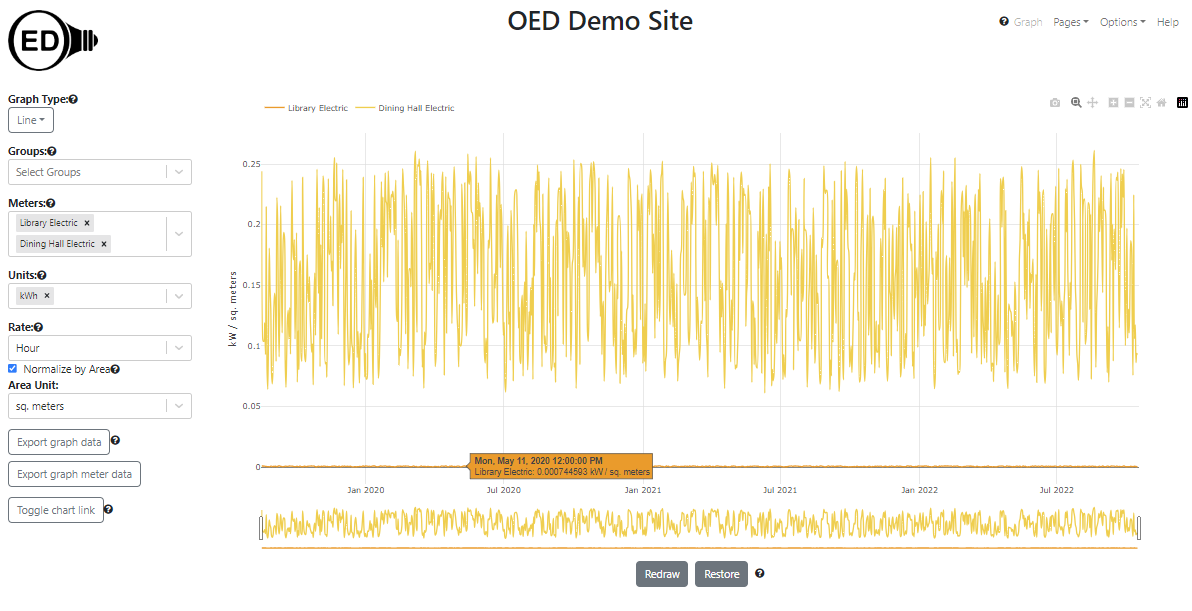 ED
OED Demo Site
Graph Pages Options Help
Graph Type:
Line
Groups:
Select Groups
Meters:
Library Electric ×
Dining Hall Electric ×
Units:
kWh ×
Rate:
Hour
Normalize by Area
Area Unit:
sq. meters
Export graph data
Export graph meter data
Toggle chart link
Library Electric Dining Hall Electric
kW / sq. meters
0.25
0.2
0.15
0.1
0.05
0
Mon, May 11, 2020 12:00:00 PM
Library Electric: 0.000744593 kW / sq. meters
Jan 2020 Jul 2020 Jan 2021 Jul 2021 Jan 2022 Jul 2022
Redraw Restore